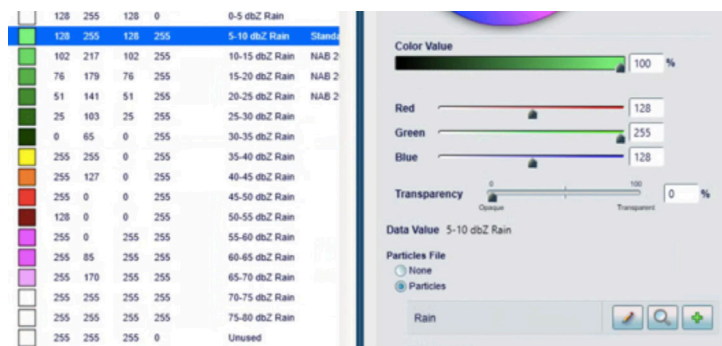 128 255 128 0 0-5 dbZ Rain
128 255 128 255 5-10 dbZ Rain Standa
102 217 102 255 10-15 dbZ Rain NAB 2
76 179 76 255 15-20 dbZ Rain NAB 2
51 141 51 255 20-25 dbZ Rain NAB 2
25 103 25 255 25-30 dbZ Rain
0 65 0 255 30-35 dbZ Rain
255 255 0 255 35-40 dbZ Rain
255 127 0 255 40-45 dbZ Rain
255 0 0 255 45-50 dbZ Rain
128 0 0 255 50-55 dbZ Rain
255 0 255 255 55-60 dbZ Rain
255 85 255 255 60-65 dbZ Rain
255 170 255 255 65-70 dbZ Rain
255 255 255 255 70-75 dbZ Rain
255 255 255 255 75-80 dbZ Rain
255 255 255 0 Unused
Color Value
100 %
Red 128
Green 255
Blue 128
0 100
Transparency 0 %
Opaque Transparent
Data Value 5-10 dbZ Rain
Particles File
None
Particles
Rain